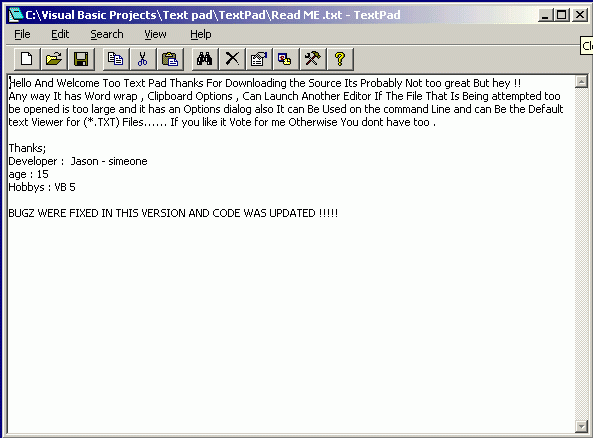 C:\Visual Basic Projects\Text pad\TextPad\Read ME .txt - TextPad
File Edit Search View Help
Hello And Welcome Too Text Pad Thanks For Downloading the Source Its Probably Not too great But hey !!
Any way It has Word wrap , Clipboard Options , Can Launch Another Editor If The File That Is Being attempted too
be opened is too large and it has an Options dialog also It can Be Used on the command Line and can Be the Default
text Viewer for (*.TXT) Files...... If you like it Vote for me Otherwise You dont have too .
Thanks;
Developer : Jason - simeone
age : 15
Hobbys : VB 5
BUGZ WERE FIXED IN THIS VERSION AND CODE WAS UPDATED !!!!!